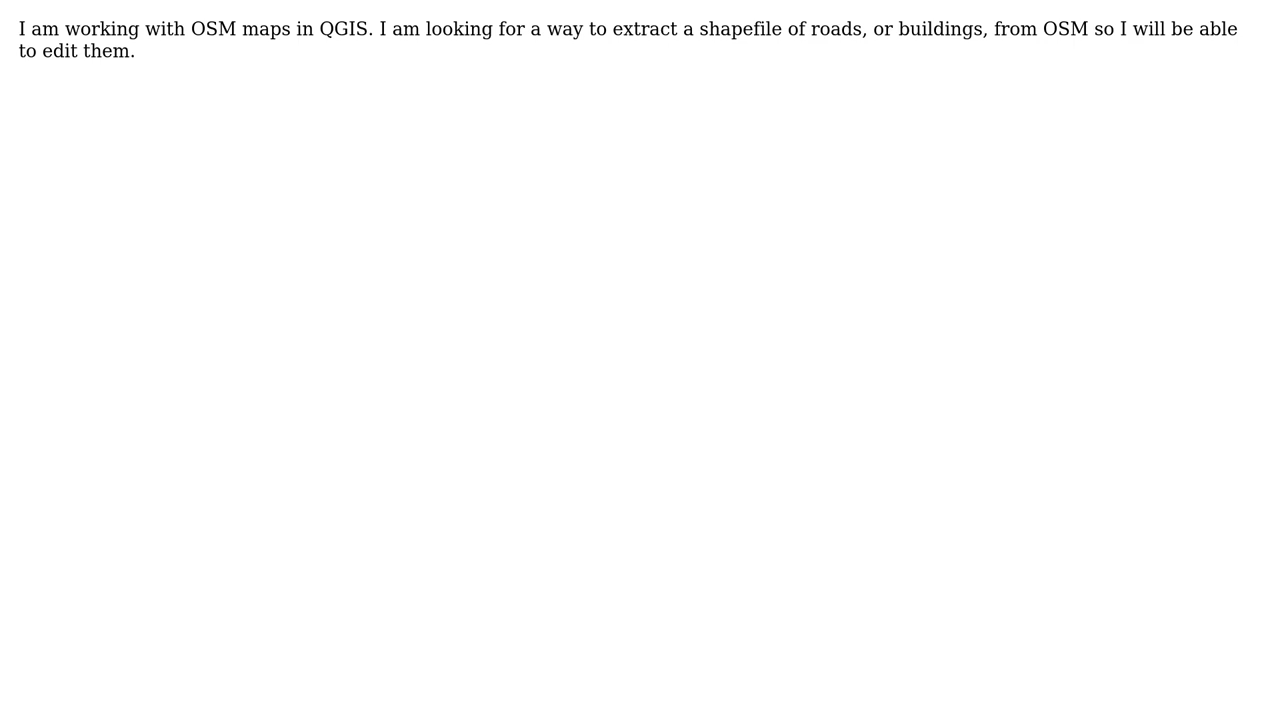 I am working with OSM maps in QGIS. I am looking for a way to extract a shapefile of roads, or buildings, from OSM so I will be able
to edit them.